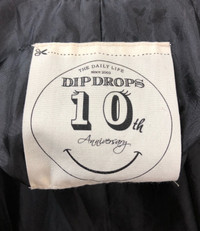 THE DAILY LIFE
SINCE 2003
DIPDROPS
10th
Anniversary